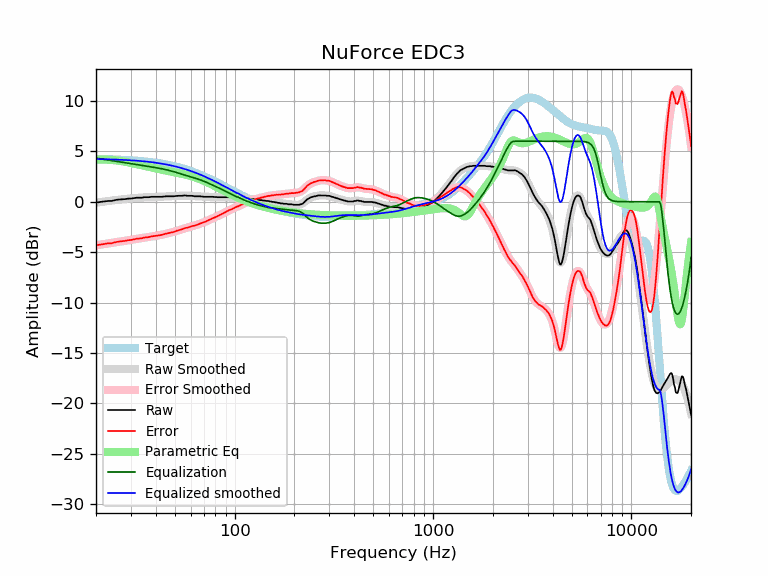 NuForce EDC3
Amplitude (dBr)
10
5
0
−5
−10
−15
−20
−25
−30
Target
Raw Smoothed
Error Smoothed
Raw
Error
Parametric Eq
Equalization
Equalized smoothed
100
1000
10000
Frequency (Hz)